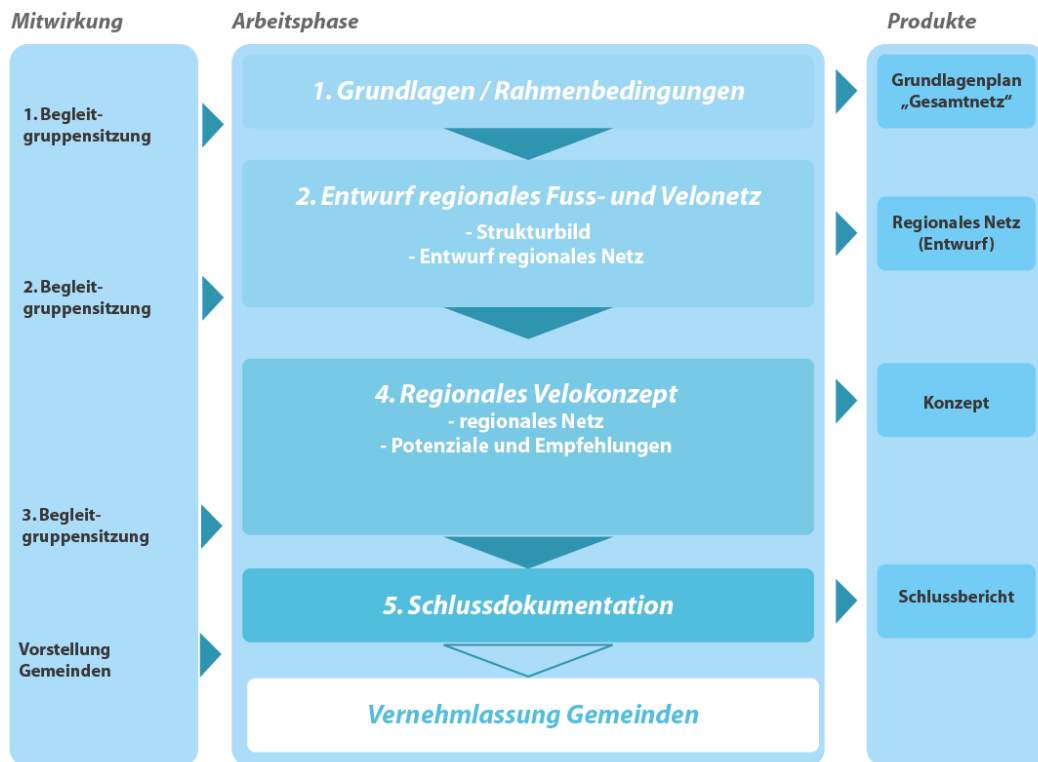 Mitwirkung
Arbeitsphase
Produkte
1. Begleit-
gruppensitzung
2. Begleit-
gruppensitzung
3. Begleit-
gruppensitzung
Vorstellung
Gemeinden
1. Grundlagen / Rahmenbedingungen
2. Entwurf regionales Fuss- und Velonetz
- Strukturbild
- Entwurf regionales Netz
4. Regionales Velokonzept
- regionales Netz
- Potenziale und Empfehlungen
5. Schlussdokumentation
Vernehmlassung Gemeinden
Grundlagenplan
„Gesamtnetz“
Regionales Netz
(Entwurf)
Konzept
Schlussbericht